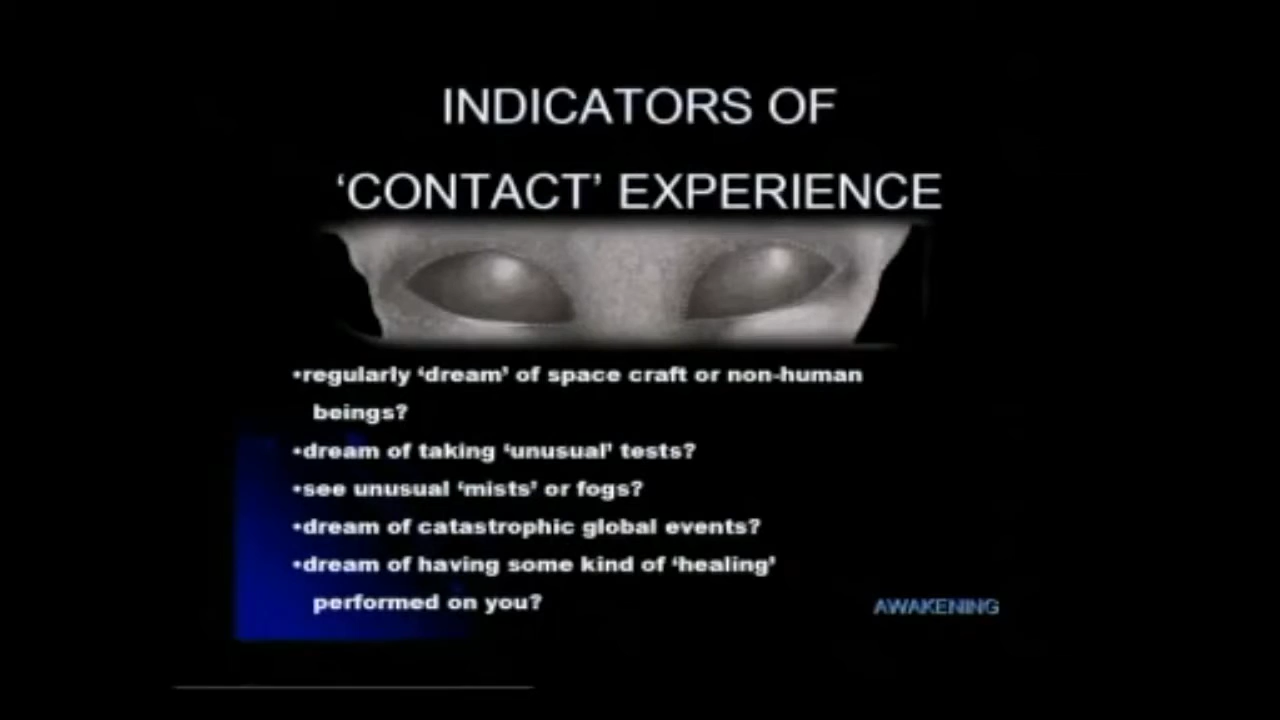 INDICATORS OF
‘CONTACT’ EXPERIENCE
•regularly ‘dream’ of space craft or non-human
beings?
•dream of taking ‘unusual’ tests?
•see unusual ‘mists’ or fogs?
•dream of catastrophic global events?
•dream of having some kind of ‘healing’
performed on you?
AWAKENING